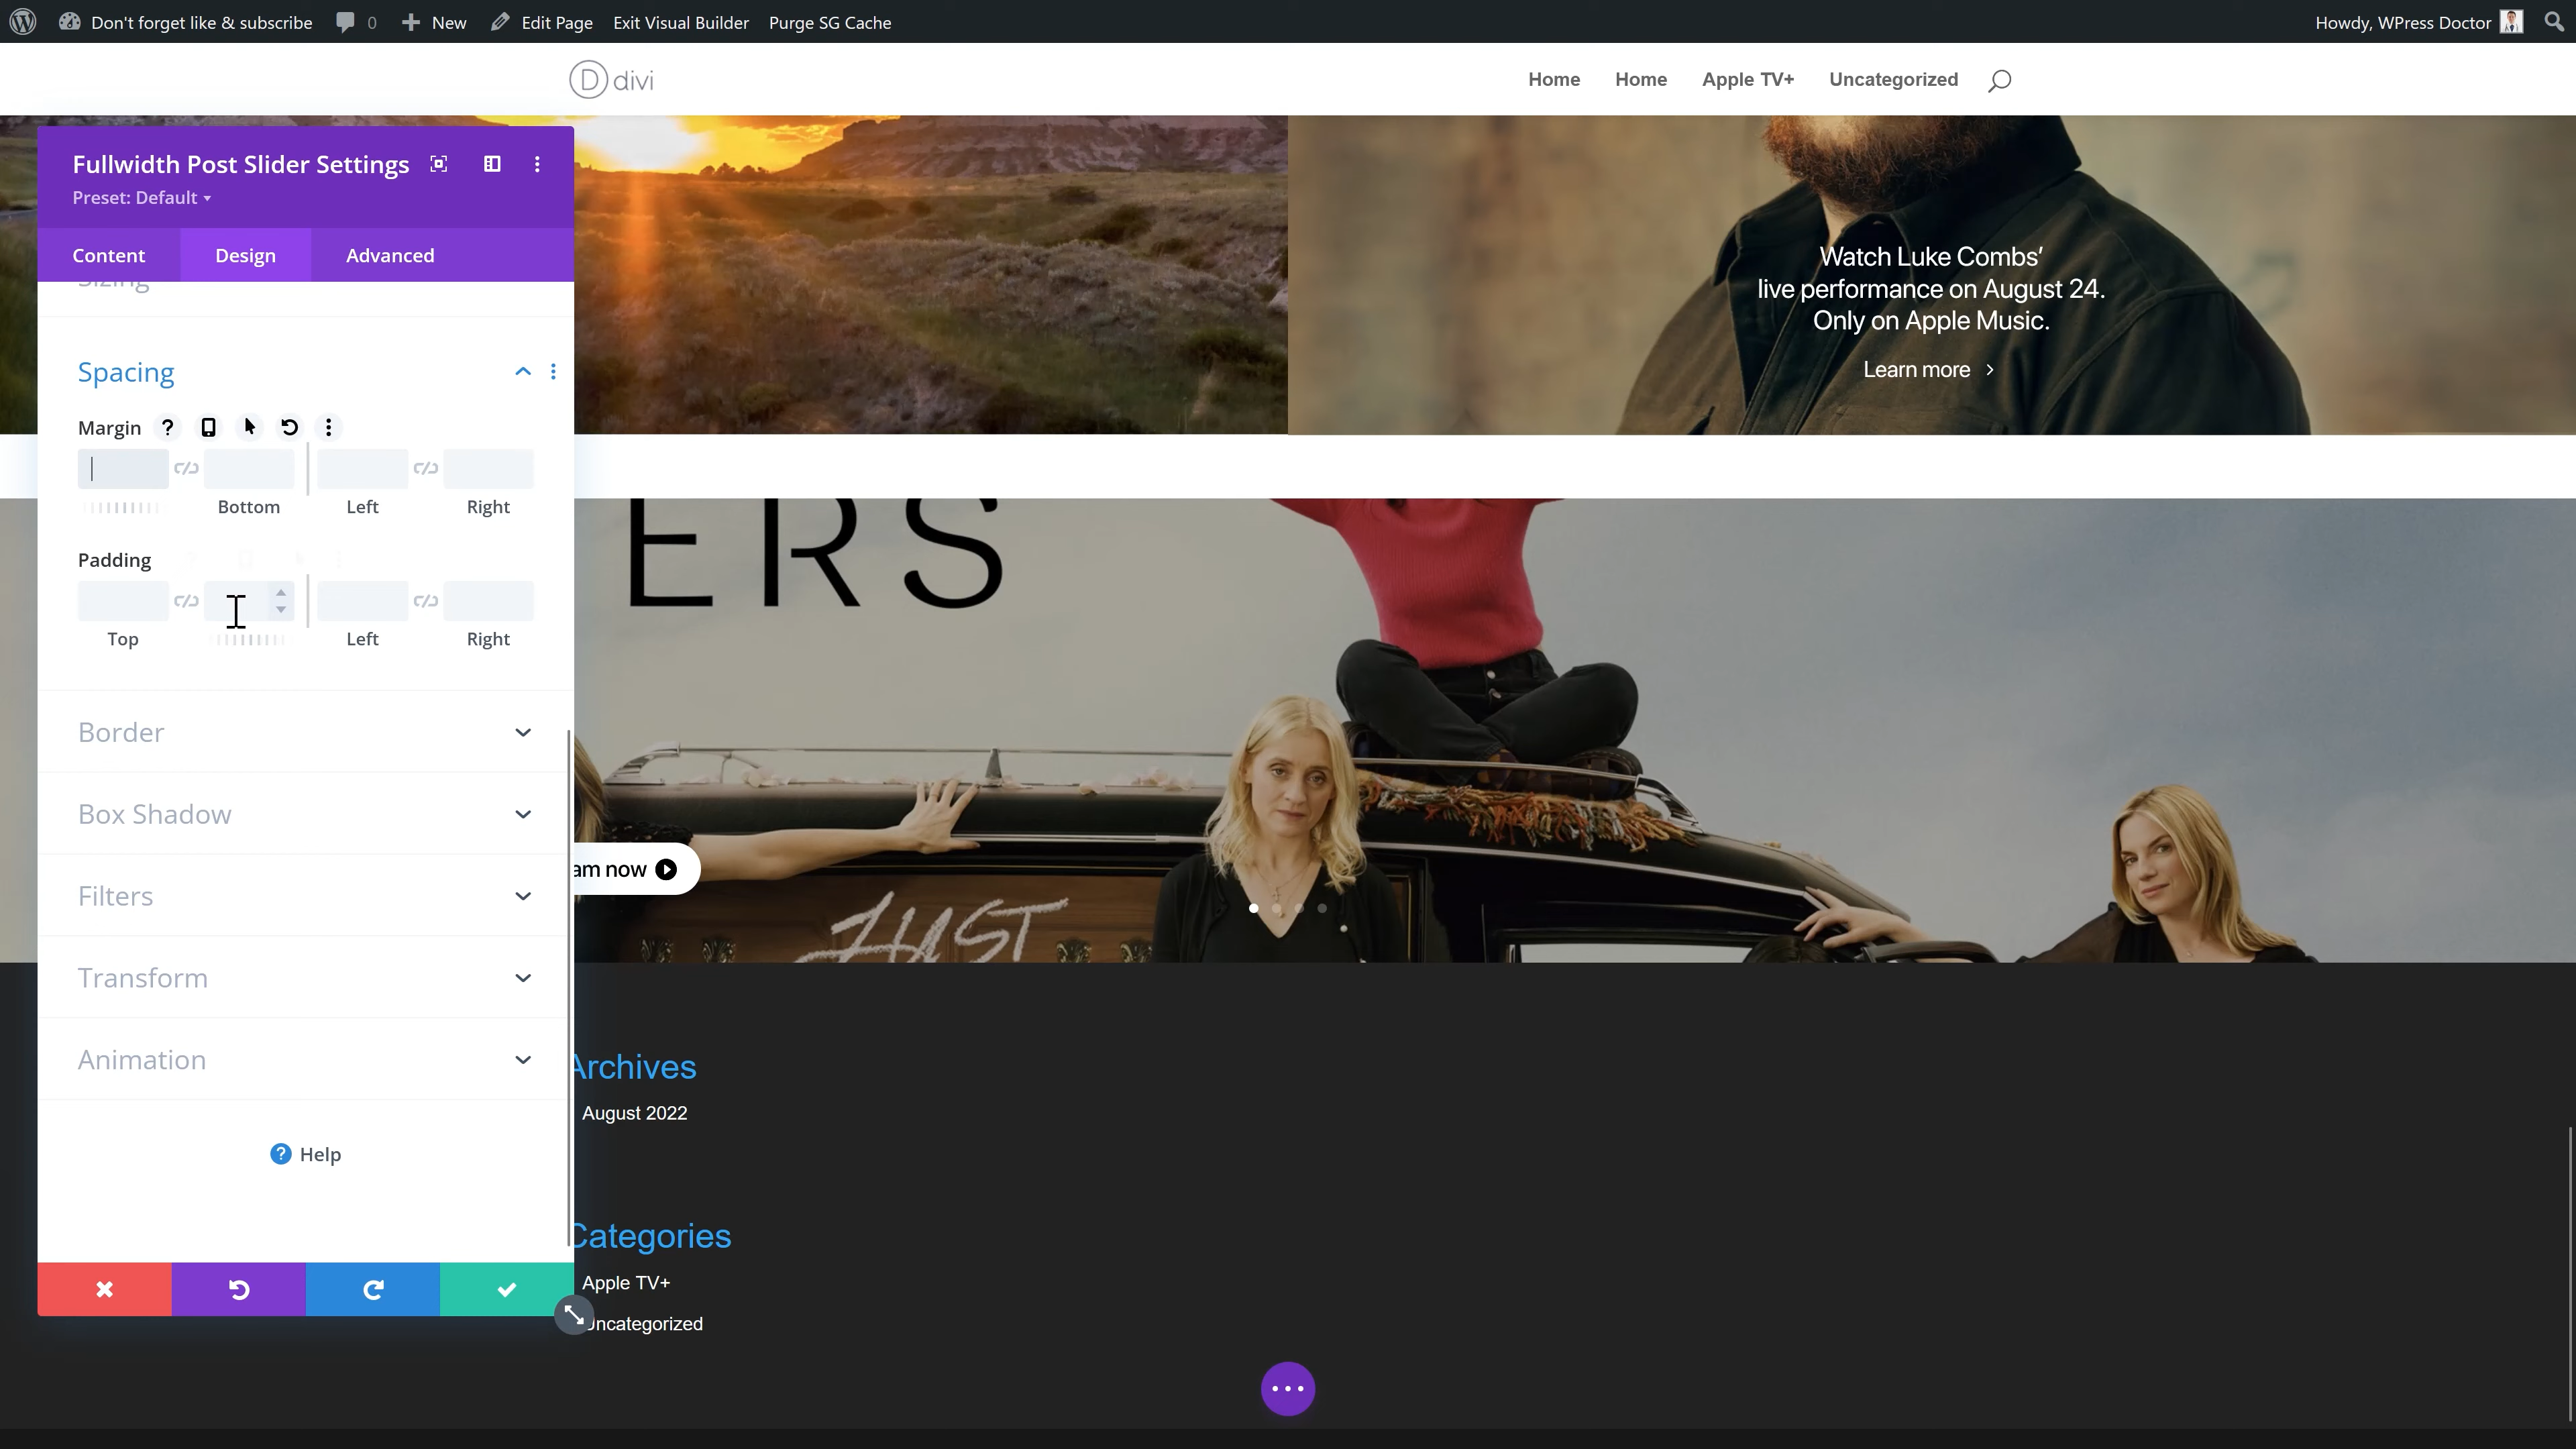 Don't forget like & subscribe 0 New Edit Page Exit Visual Builder Purge SG Cache Howdy, WPress Doctor
D divi Home Home Apple TV+ Uncategorized
Fullwidth Post Slider Settings
Preset: Default
Content Design Advanced
Sizing
Spacing
Margin ?
Bottom Left Right
Padding
Top Left Right
Border
Box Shadow
Filters
Transform
Animation
? Help
Watch Luke Combs'
live performance on August 24.
Only on Apple Music.
Learn more
ERS
am now
JUST
Archives
August 2022
Categories
Apple TV+
Uncategorized